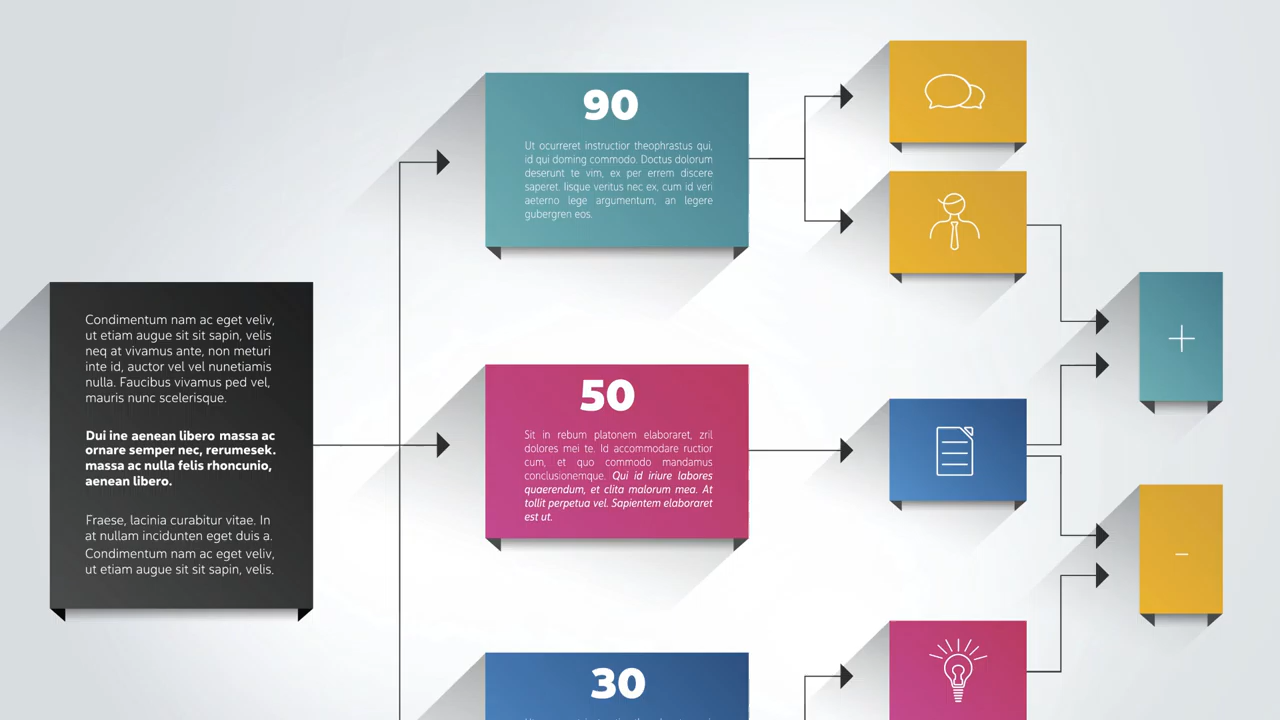 Condimentum nam ac eget veliv,
ut etiam augue sit sit sapin, velis
neq at vivamus ante, non meturi
inte id, auctor vel vel nunetiamis
nulla. Faucibus vivamus ped vel,
mauris nunc scelerisque.
Dui ine aenean libero massa ac
ornare semper nec, rerumesek.
massa ac nulla felis rhoncunio,
aenean libero.
Fraese, lacinia curabitur vitae. In
at nullam incidunten eget duis a.
Condimentum nam ac eget veliv,
ut etiam augue sit sit sapin, velis.
90
Ut ocurreret instructior theophrastus qui,
id qui doming commodo. Doctus dolorum
deserunt te vim, ex per errem discere
saperet. Iisque veritus nec ex, cum id veri
aeterno lege argumentum, an legere
gubergren eos.
50
Sit in rebum platonem elaboraret, zril
dolores mei te. Id accommodare ructior
cum, et quo commodo mandamus
conclusionemque. Qui id iriure labores
quaerendum, et clita malorum mea. At
tollit perpetua vel. Sapientem elaboraret
est ut.
30
+
–